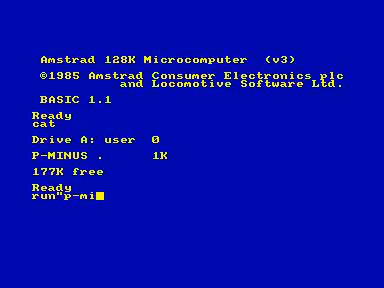 Amstrad 128K Microcomputer  (v3)
©1985 Amstrad Consumer Electronics plc
and Locomotive Software Ltd.
BASIC 1.1
Ready
cat
Drive A: user  0
P-MINUS .      1K
177K free
Ready
run"p-mi